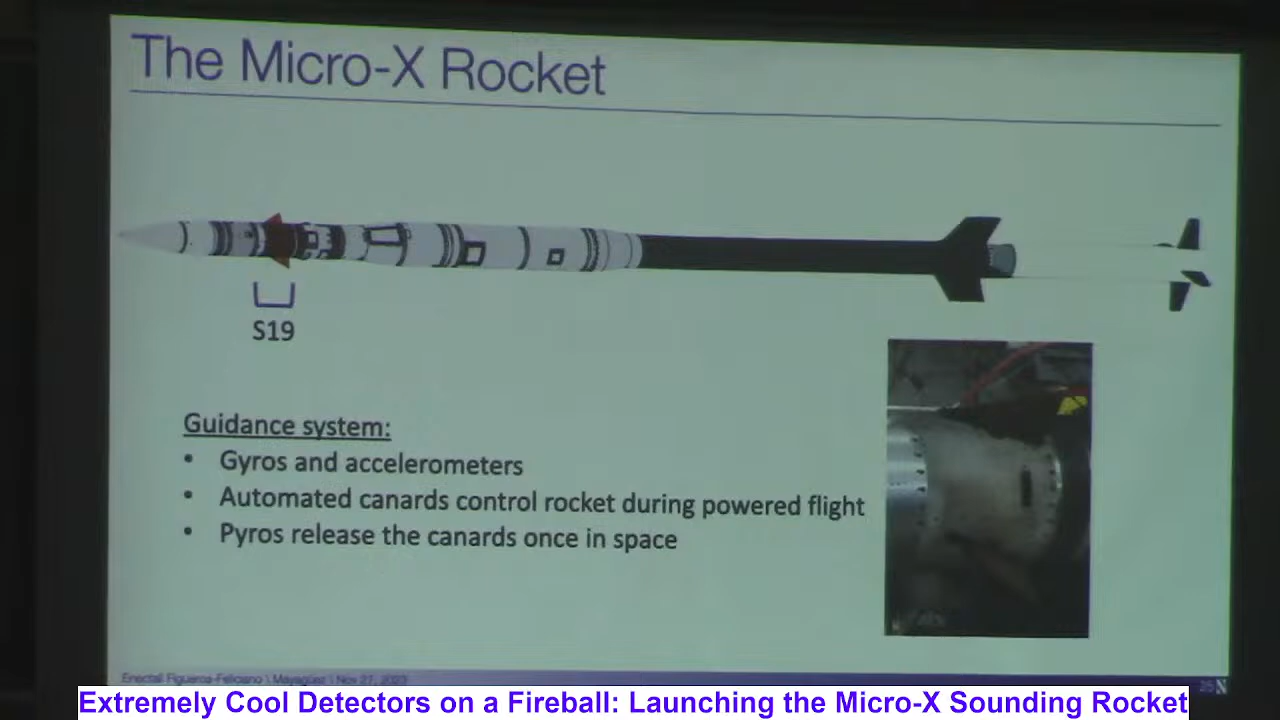 The Micro-X Rocket
S19
Guidance system:
• Gyros and accelerometers
• Automated canards control rocket during powered flight
• Pyros release the canards once in space
Enectali Figueroa-Feliciano \ Mayagüez \ Nov 27, 2023
25 N
Extremely Cool Detectors on a Fireball: Launching the Micro-X Sounding Rocket